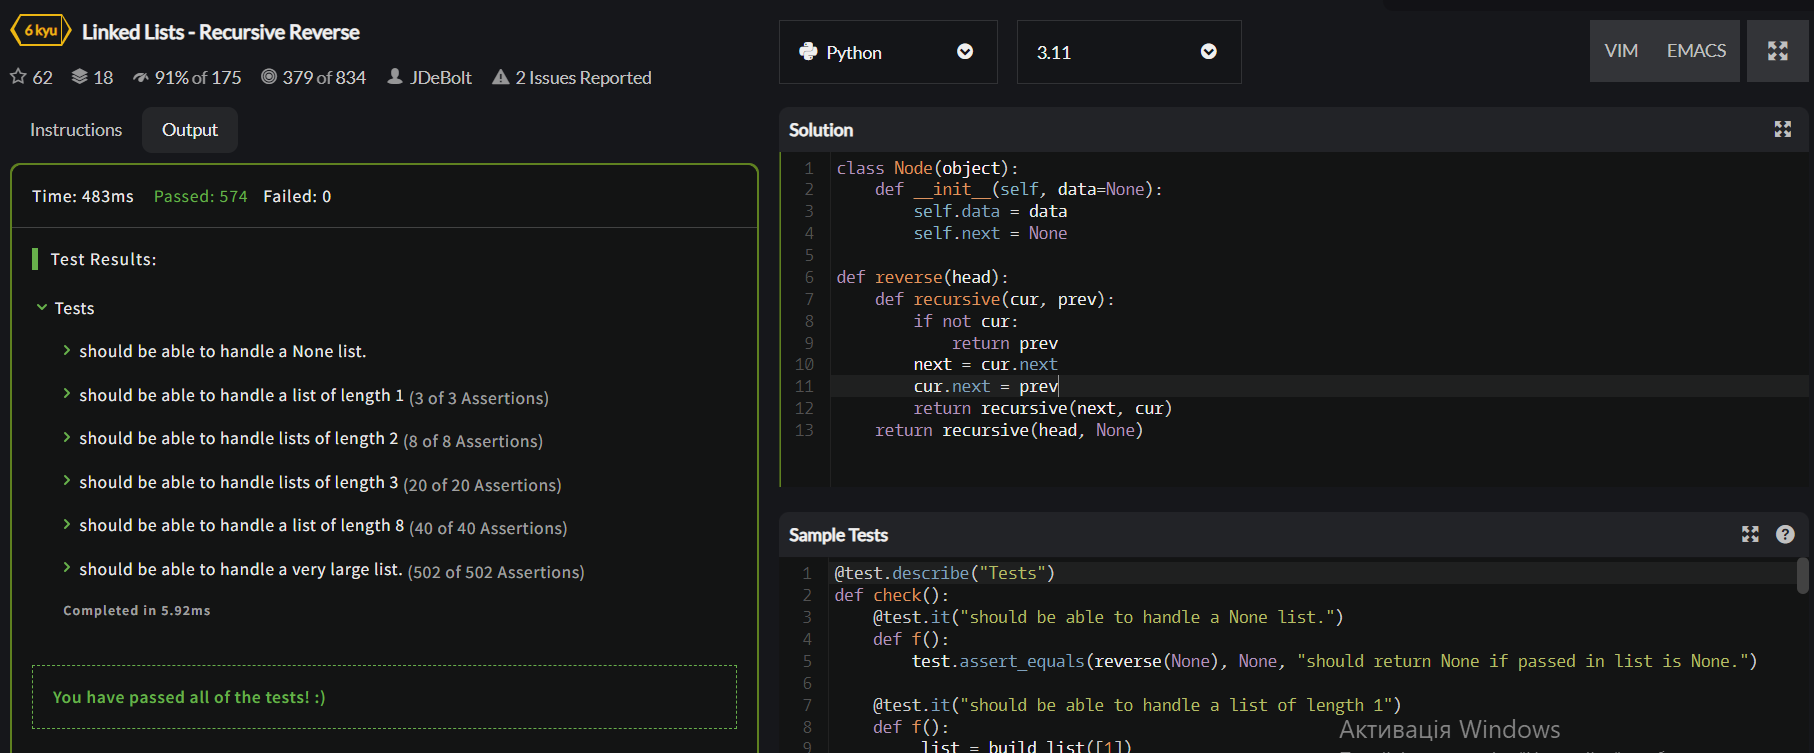 6 kyu Linked Lists - Recursive Reverse
62 18 91% of 175 379 of 834 JDeBolt 2 Issues Reported
Instructions Output
Time: 483ms Passed: 574 Failed: 0
Test Results:
Tests
should be able to handle a None list.
should be able to handle a list of length 1 (3 of 3 Assertions)
should be able to handle lists of length 2 (8 of 8 Assertions)
should be able to handle lists of length 3 (20 of 20 Assertions)
should be able to handle a list of length 8 (40 of 40 Assertions)
should be able to handle a very large list. (502 of 502 Assertions)
Completed in 5.92ms
You have passed all of the tests! :)
Python 3.11 VIM EMACS
Solution
1 class Node(object):
2     def __init__(self, data=None):
3         self.data = data
4         self.next = None
5
6 def reverse(head):
7     def recursive(cur, prev):
8         if not cur:
9             return prev
10         next = cur.next
11         cur.next = prev
12         return recursive(next, cur)
13     return recursive(head, None)
Sample Tests
1 @test.describe("Tests")
2 def check():
3     @test.it("should be able to handle a None list.")
4     def f():
5         test.assert_equals(reverse(None), None, "should return None if passed in list is None.")
6
7     @test.it("should be able to handle a list of length 1")
8     def f():
9         list = build_list([1])
Активація Windows